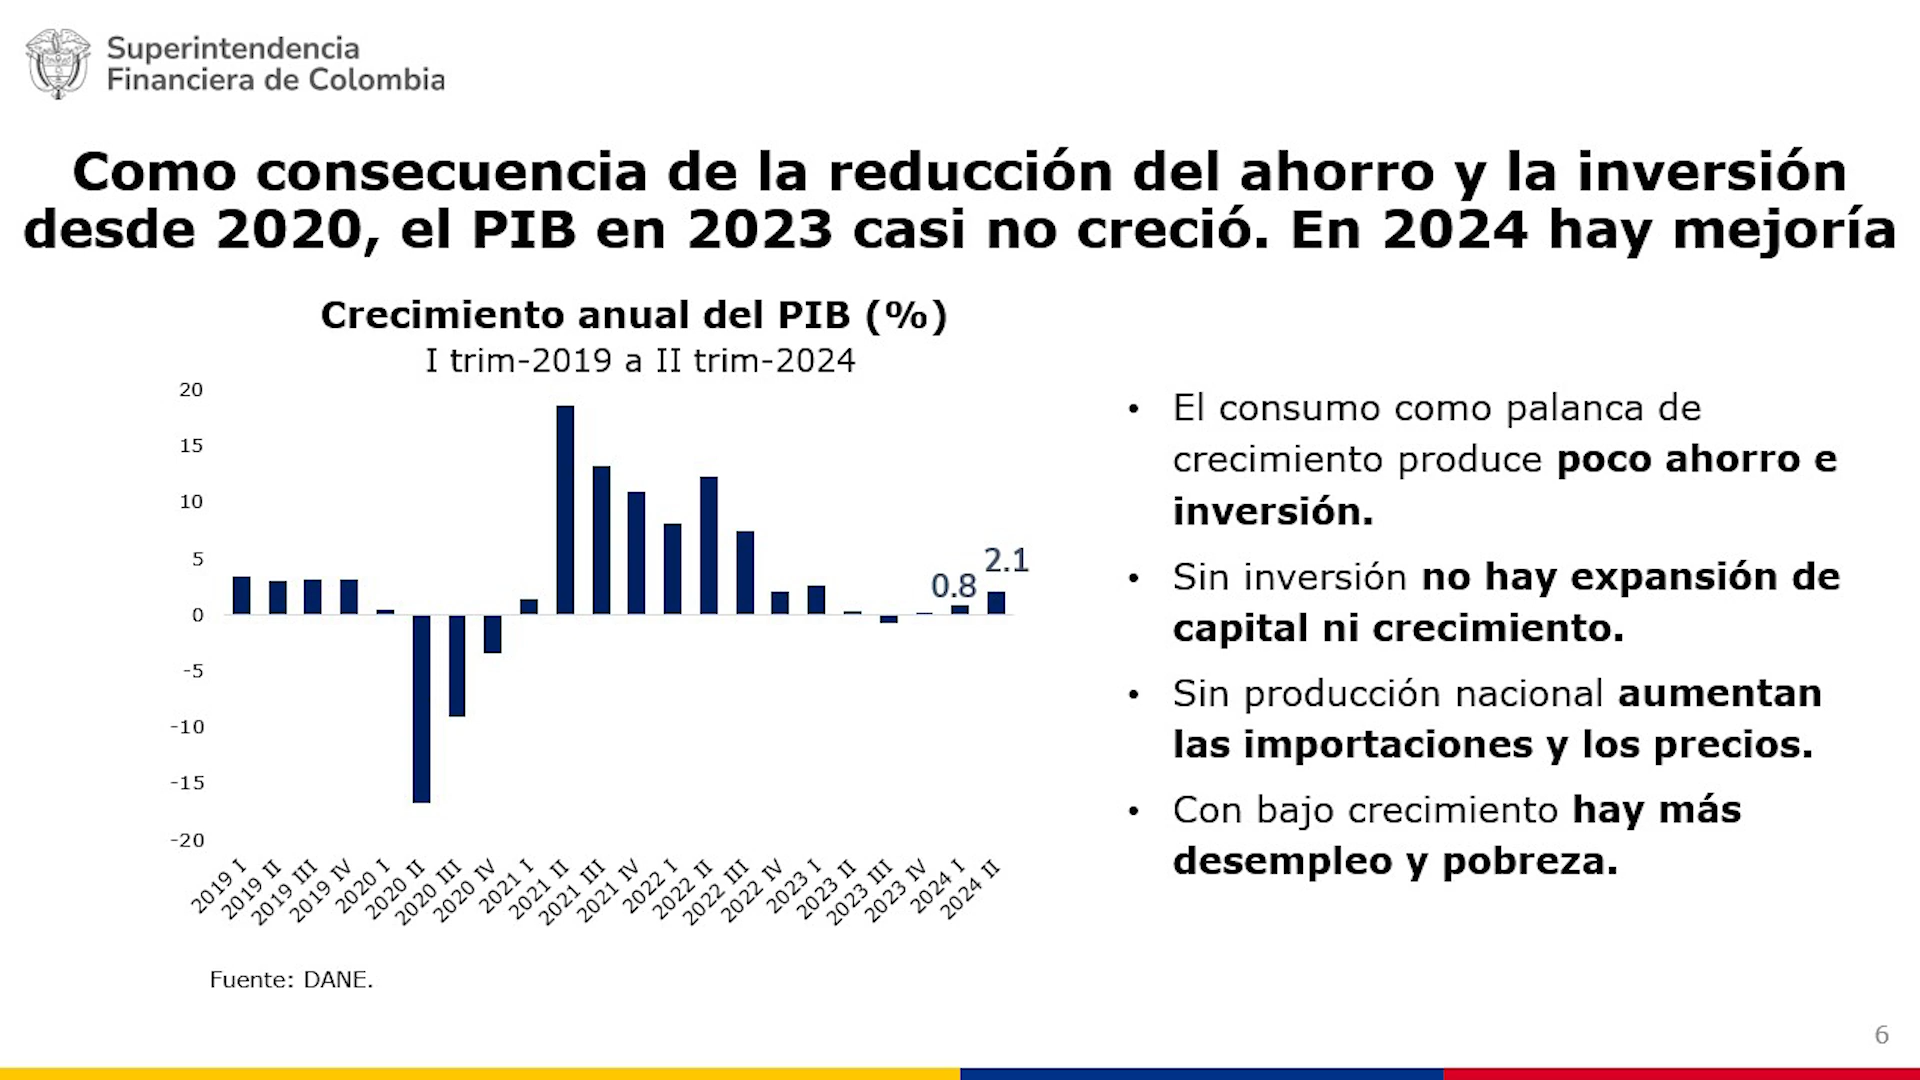 Superintendencia
Financiera de Colombia
Como consecuencia de la reducción del ahorro y la inversión
desde 2020, el PIB en 2023 casi no creció. En 2024 hay mejoría
Crecimiento anual del PIB (%)
I trim-2019 a II trim-2024
20
15
10
5
0
-5
-10
-15
-20
0.8
2.1
2019 I
2019 II
2019 III
2019 IV
2020 I
2020 II
2020 III
2020 IV
2021 I
2021 II
2021 III
2021 IV
2022 I
2022 II
2022 III
2022 IV
2023 I
2023 II
2023 III
2023 IV
2024 I
2024 II
Fuente: DANE.
• El consumo como palanca de
crecimiento produce poco ahorro e
inversión.
• Sin inversión no hay expansión de
capital ni crecimiento.
• Sin producción nacional aumentan
las importaciones y los precios.
• Con bajo crecimiento hay más
desempleo y pobreza.
6